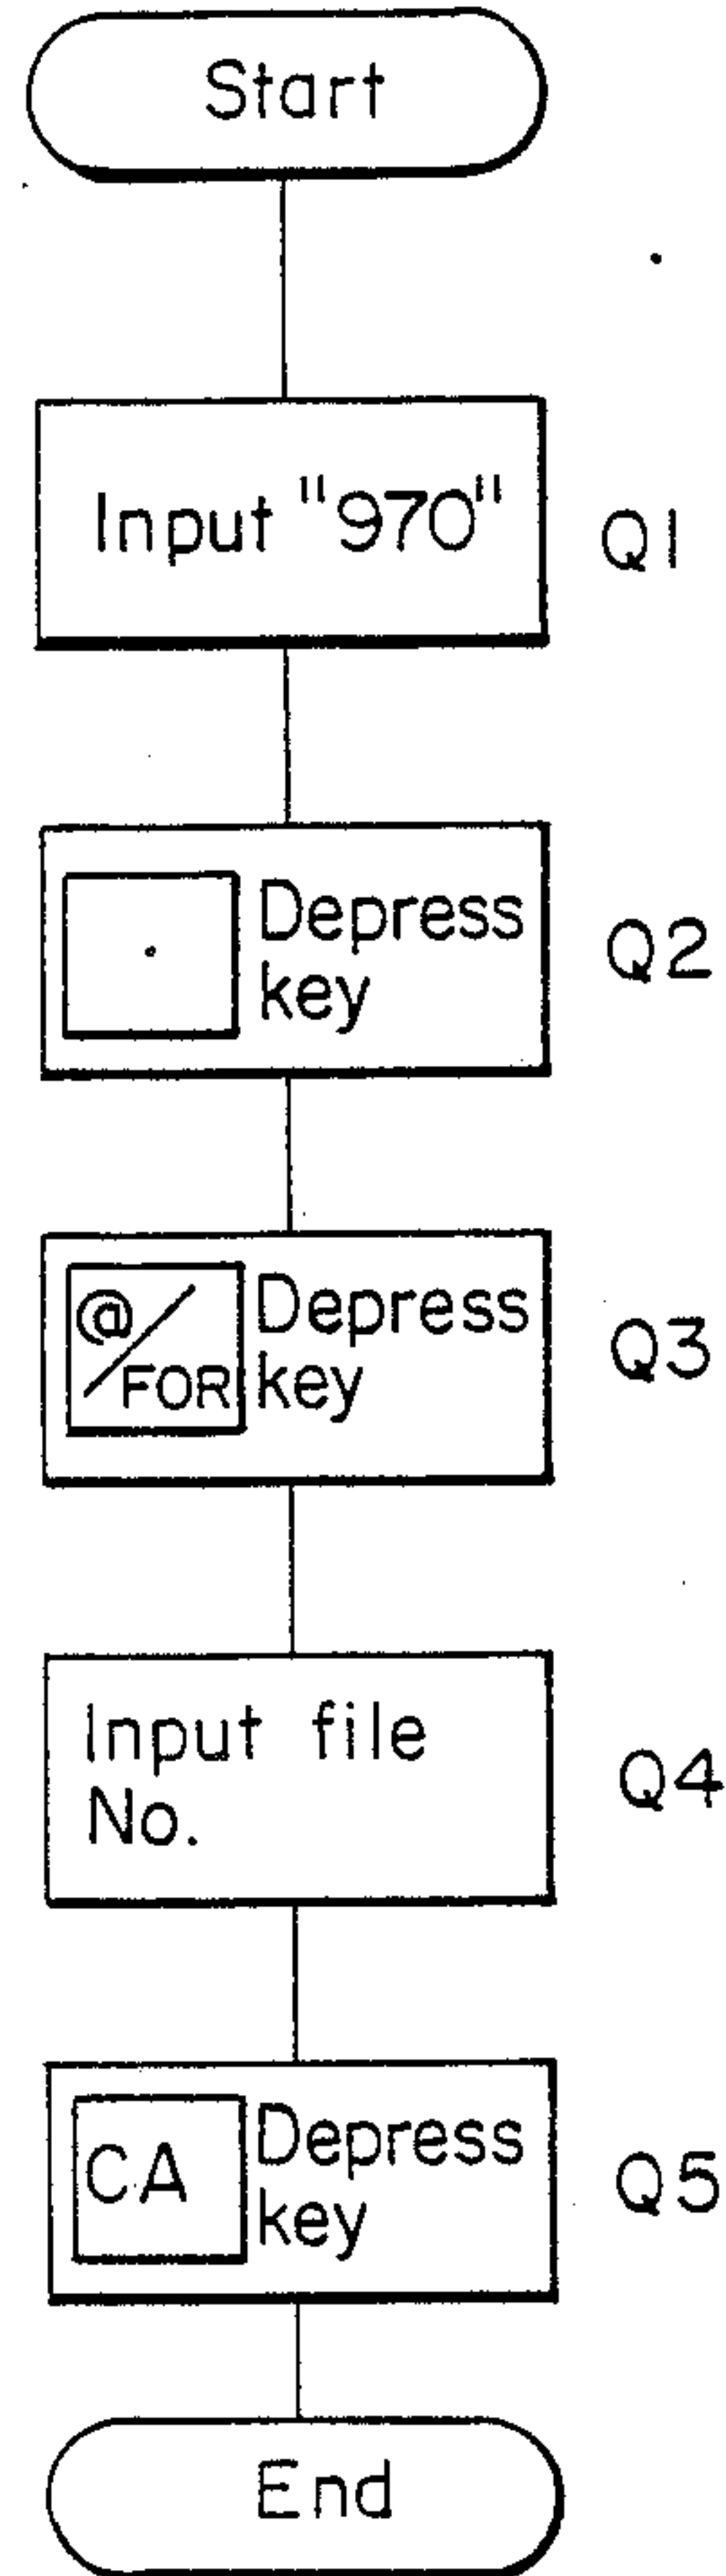 Start
Input "970"
Q1
. Depress
key
Q2
@/FOR Depress
key
Q3
Input file
No.
Q4
CA Depress
key
Q5
End